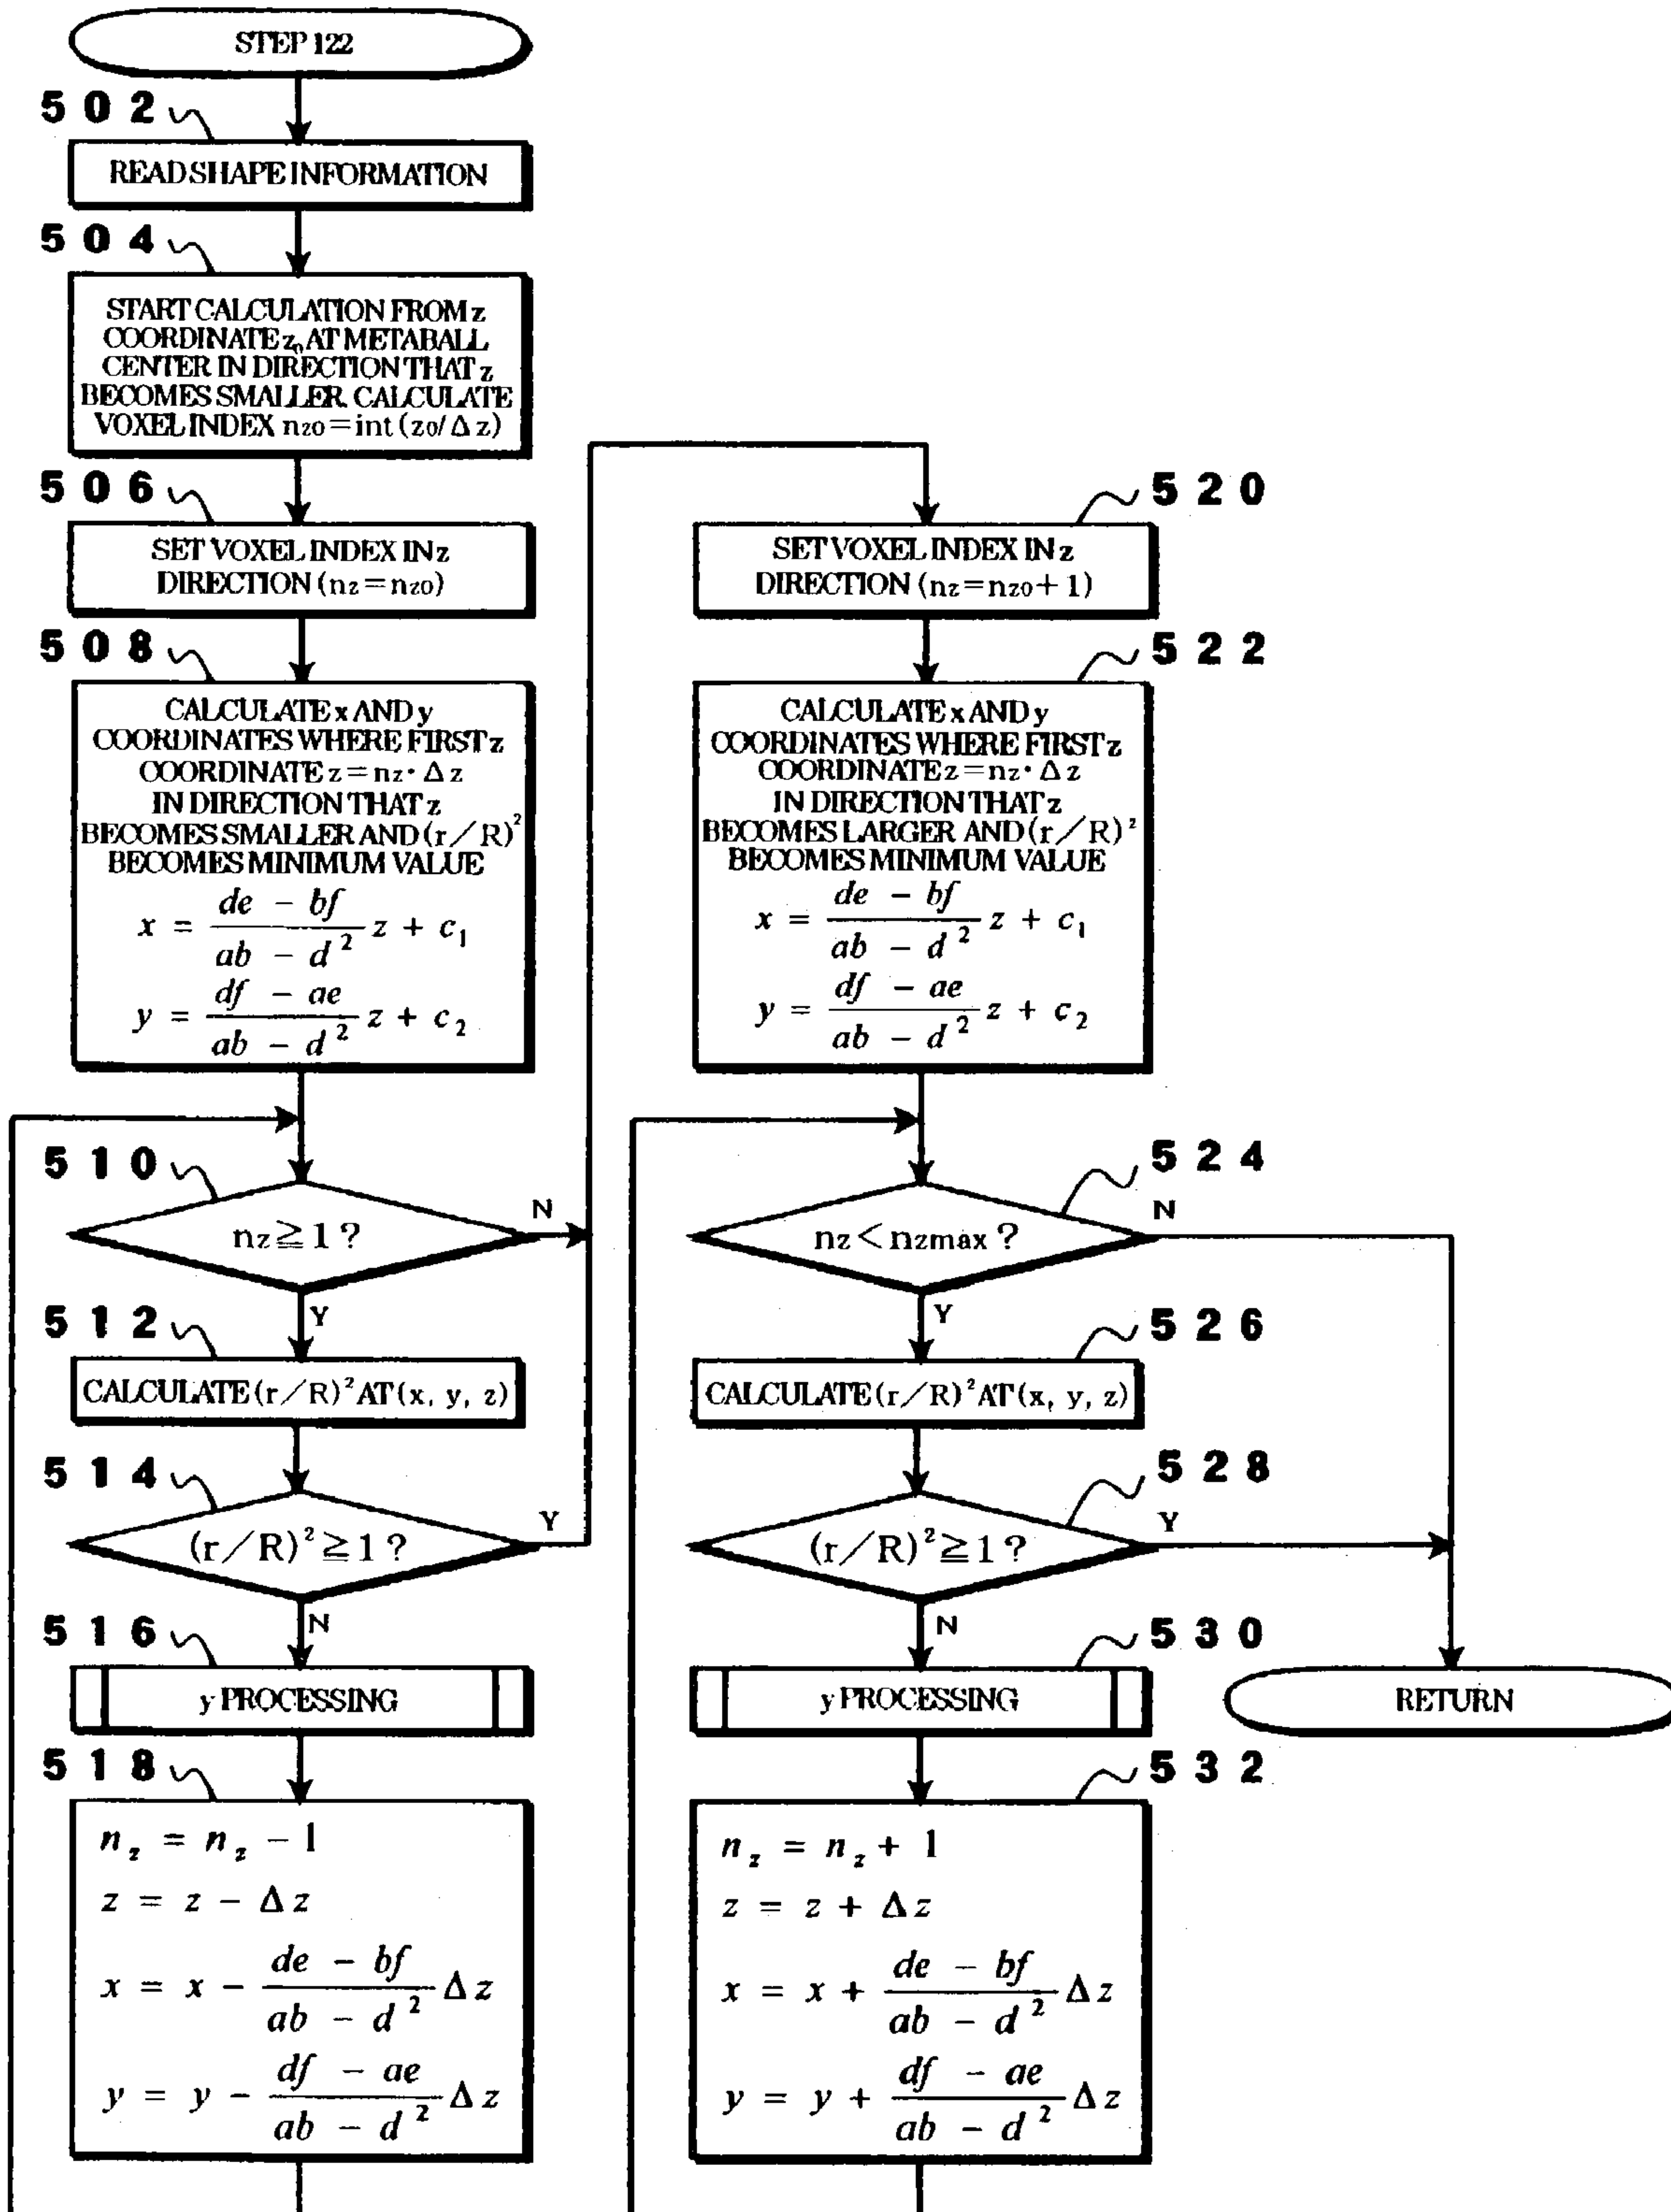 STEP 122
502
READ SHAPE INFORMATION
504
START CALCULATION FROM z
COORDINATE z₀ AT METABALL
CENTER IN DIRECTION THAT z
BECOMES SMALLER. CALCULATE
VOXEL INDEX nz0=int(z0/Δz)
506
SET VOXEL INDEX IN z
DIRECTION (nz=nz0)
508
CALCULATE x AND y
COORDINATES WHERE FIRST z
COORDINATE z=nz·Δz
IN DIRECTION THAT z
BECOMES SMALLER AND (r/R)²
BECOMES MINIMUM VALUE
x = (de − bf)/(ab − d²) z + c₁
y = (df − ae)/(ab − d²) z + c₂
510
nz≧1?
N
Y
512
CALCULATE (r/R)² AT (x, y, z)
514
(r/R)²≧1?
Y
N
516
y PROCESSING
518
n_z = n_z − 1
z = z − Δz
x = x − (de − bf)/(ab − d²) Δz
y = y − (df − ae)/(ab − d²) Δz
520
SET VOXEL INDEX IN z
DIRECTION (nz=nz0+1)
522
CALCULATE x AND y
COORDINATES WHERE FIRST z
COORDINATE z=nz·Δz
IN DIRECTION THAT z
BECOMES LARGER AND (r/R)²
BECOMES MINIMUM VALUE
x = (de − bf)/(ab − d²) z + c₁
y = (df − ae)/(ab − d²) z + c₂
524
nz<nzmax?
N
Y
526
CALCULATE (r/R)² AT (x, y, z)
528
(r/R)²≧1?
Y
N
530
y PROCESSING
532
n_z = n_z + 1
z = z + Δz
x = x + (de − bf)/(ab − d²) Δz
y = y + (df − ae)/(ab − d²) Δz
RETURN